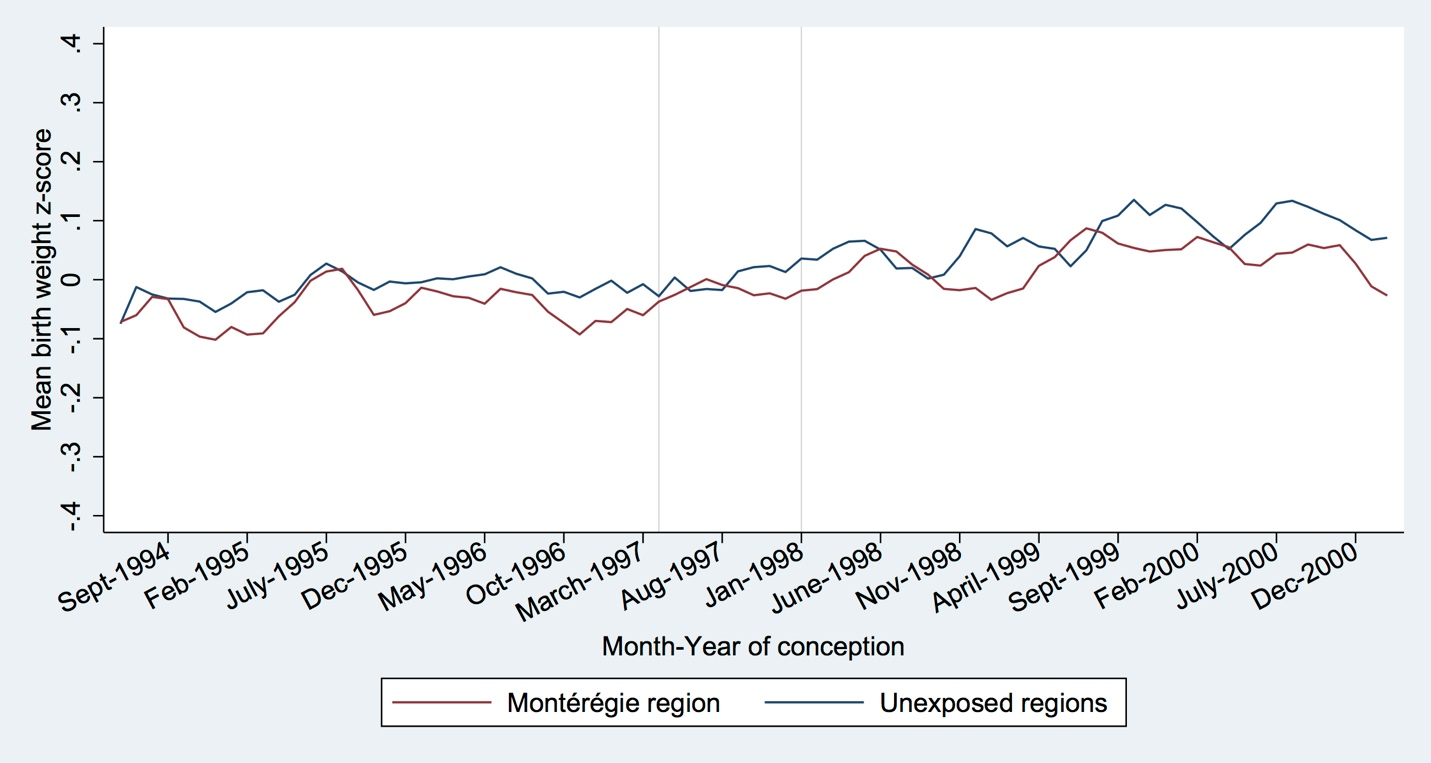 Mean birth weight z-score
.4
.3
.2
.1
0
-.1
-.2
-.3
-.4
Sept-1994
Feb-1995
July-1995
Dec-1995
May-1996
Oct-1996
March-1997
Aug-1997
Jan-1998
June-1998
Nov-1998
April-1999
Sept-1999
Feb-2000
July-2000
Dec-2000
Month-Year of conception
Montérégie region
Unexposed regions